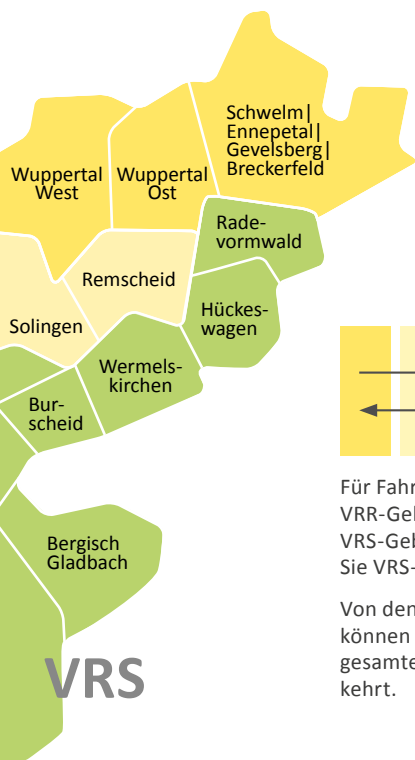 Schwelm|
Ennepetal|
Gevelsberg|
Breckerfeld
Wuppertal
West
Wuppertal
Ost
Rade-
vormwald
Remscheid
Hückes-
wagen
Solingen
Wermels-
kirchen
Bur-
scheid
Bergisch
Gladbach
VRS
Für Fahr
VRR-Gel
VRS-Geb
Sie VRS-
Von den
können
gesamte
kehrt.